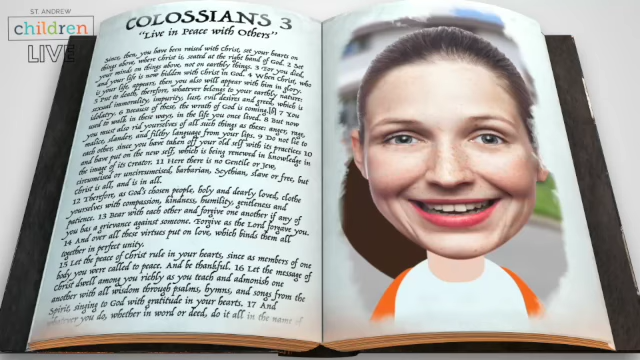 ST. ANDREW
children
LIVE
COLOSSIANS 3
"Live in Peace with Others"
Since, then, you have been raised with Christ, set your hearts on
things above, where Christ is, seated at the right hand of God. 2 Set
your minds on things above, not on earthly things. 3 For you died,
and your life is now hidden with Christ in God. 4 When Christ, who
is your life, appears, then you also will appear with him in glory.
5 Put to death, therefore, whatever belongs to your earthly nature:
sexual immorality, impurity, lust, evil desires and greed, which is
idolatry. 6 Because of these, the wrath of God is coming.[b] 7 You
used to walk in these ways, in the life you once lived. 8 But now
you must also rid yourselves of all such things as these: anger, rage,
malice, slander, and filthy language from your lips. 9 Do not lie to
each other, since you have taken off your old self with its practices 10
and have put on the new self, which is being renewed in knowledge in
the image of its Creator. 11 Here there is no Gentile or Jew,
circumcised or uncircumcised, barbarian, Scythian, slave or free, but
Christ is all, and is in all.
12 Therefore, as God's chosen people, holy and dearly loved, clothe
yourselves with compassion, kindness, humility, gentleness and
patience. 13 Bear with each other and forgive one another if any of
you has a grievance against someone. Forgive as the Lord forgave you.
14 And over all these virtues put on love, which binds them all
together in perfect unity.
15 Let the peace of Christ rule in your hearts, since as members of one
body you were called to peace. And be thankful. 16 Let the message of
Christ dwell among you richly as you teach and admonish one
another with all wisdom through psalms, hymns, and songs from the
Spirit, singing to God with gratitude in your hearts. 17 And
whatever you do, whether in word or deed, do it all in the name of